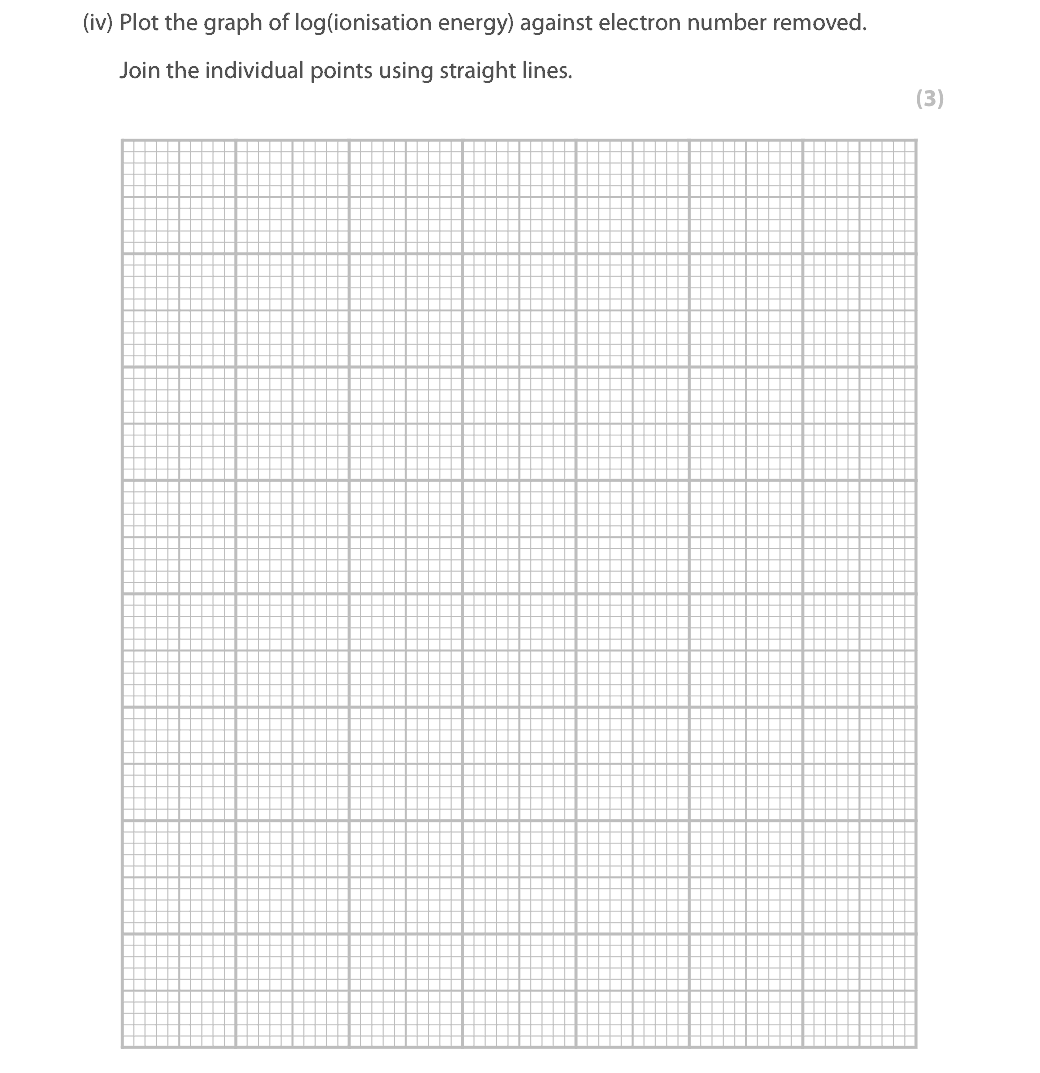 (iv) Plot the graph of log(ionisation energy) against electron number removed.
Join the individual points using straight lines.
(3)